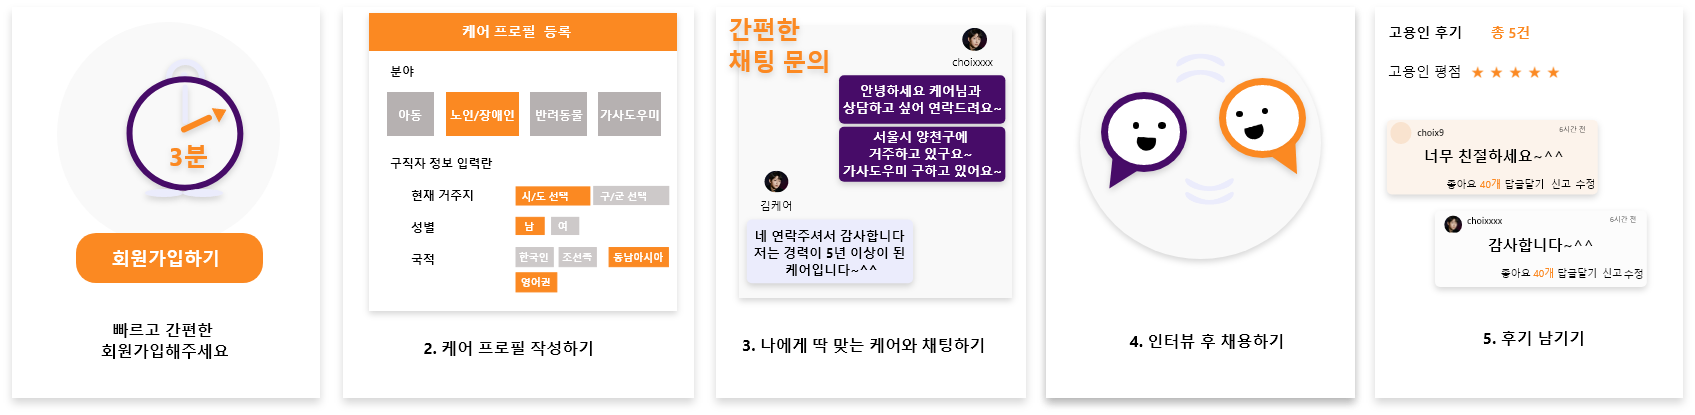 3분
회원가입하기
빠르고 간편한
회원가입해주세요
케어 프로필 등록
분야
아동 노인/장애인 반려동물 가사도우미
구직자 정보 입력란
현재 거주지 시/도 선택 구/군 선택
성별 남 여
국적 한국인 조선족 동남아시아
영어권
2. 케어 프로필 작성하기
간편한
채팅 문의
choixxxx
안녕하세요 케어님과
상담하고 싶어 연락드려요~
서울시 양천구에
거주하고 있구요~
가사도우미 구하고 있어요~
김케어
네 연락주셔서 감사합니다
저는 경력이 5년 이상이 된
케어입니다~^^
3. 나에게 딱 맞는 케어와 채팅하기
4. 인터뷰 후 채용하기
고용인 후기 총 5건
고용인 평점 ★ ★ ★ ★ ★
choix9 6시간 전
너무 친절하세요~^^
좋아요 40개 답글달기 신고 수정
choixxxx 6시간 전
감사합니다~^^
좋아요 40개 답글달기 신고 수정
5. 후기 남기기